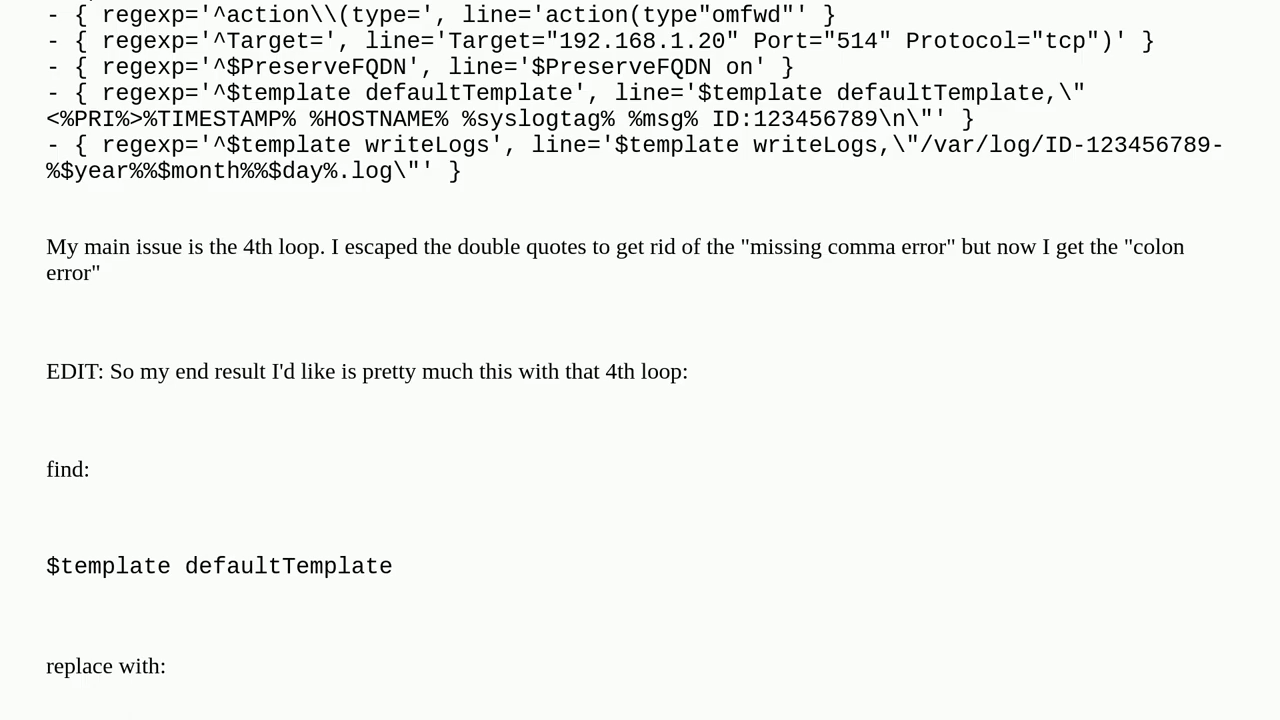 - { regexp='^action\\(type=', line='action(type"omfwd"' }
- { regexp='^Target=', line='Target="192.168.1.20" Port="514" Protocol="tcp")' }
- { regexp='^$PreserveFQDN', line='$PreserveFQDN on' }
- { regexp='^$template defaultTemplate', line='$template defaultTemplate,\"
<%PRI%>%TIMESTAMP% %HOSTNAME% %syslogtag% %msg% ID:123456789\n\"' }
- { regexp='^$template writeLogs', line='$template writeLogs,\"/var/log/ID-123456789-
%$year%%$month%%$day%.log\"' }
My main issue is the 4th loop. I escaped the double quotes to get rid of the "missing comma error" but now I get the "colon
error"
EDIT: So my end result I'd like is pretty much this with that 4th loop:
find:
$template defaultTemplate
replace with: